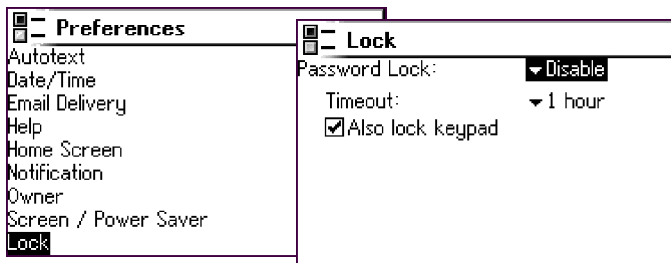 Preferences
Autotext
Date/Time
Email Delivery
Help
Home Screen
Notification
Owner
Screen / Power Saver
Lock
Lock
Password Lock: Disable
Timeout: 1 hour
Also lock keypad